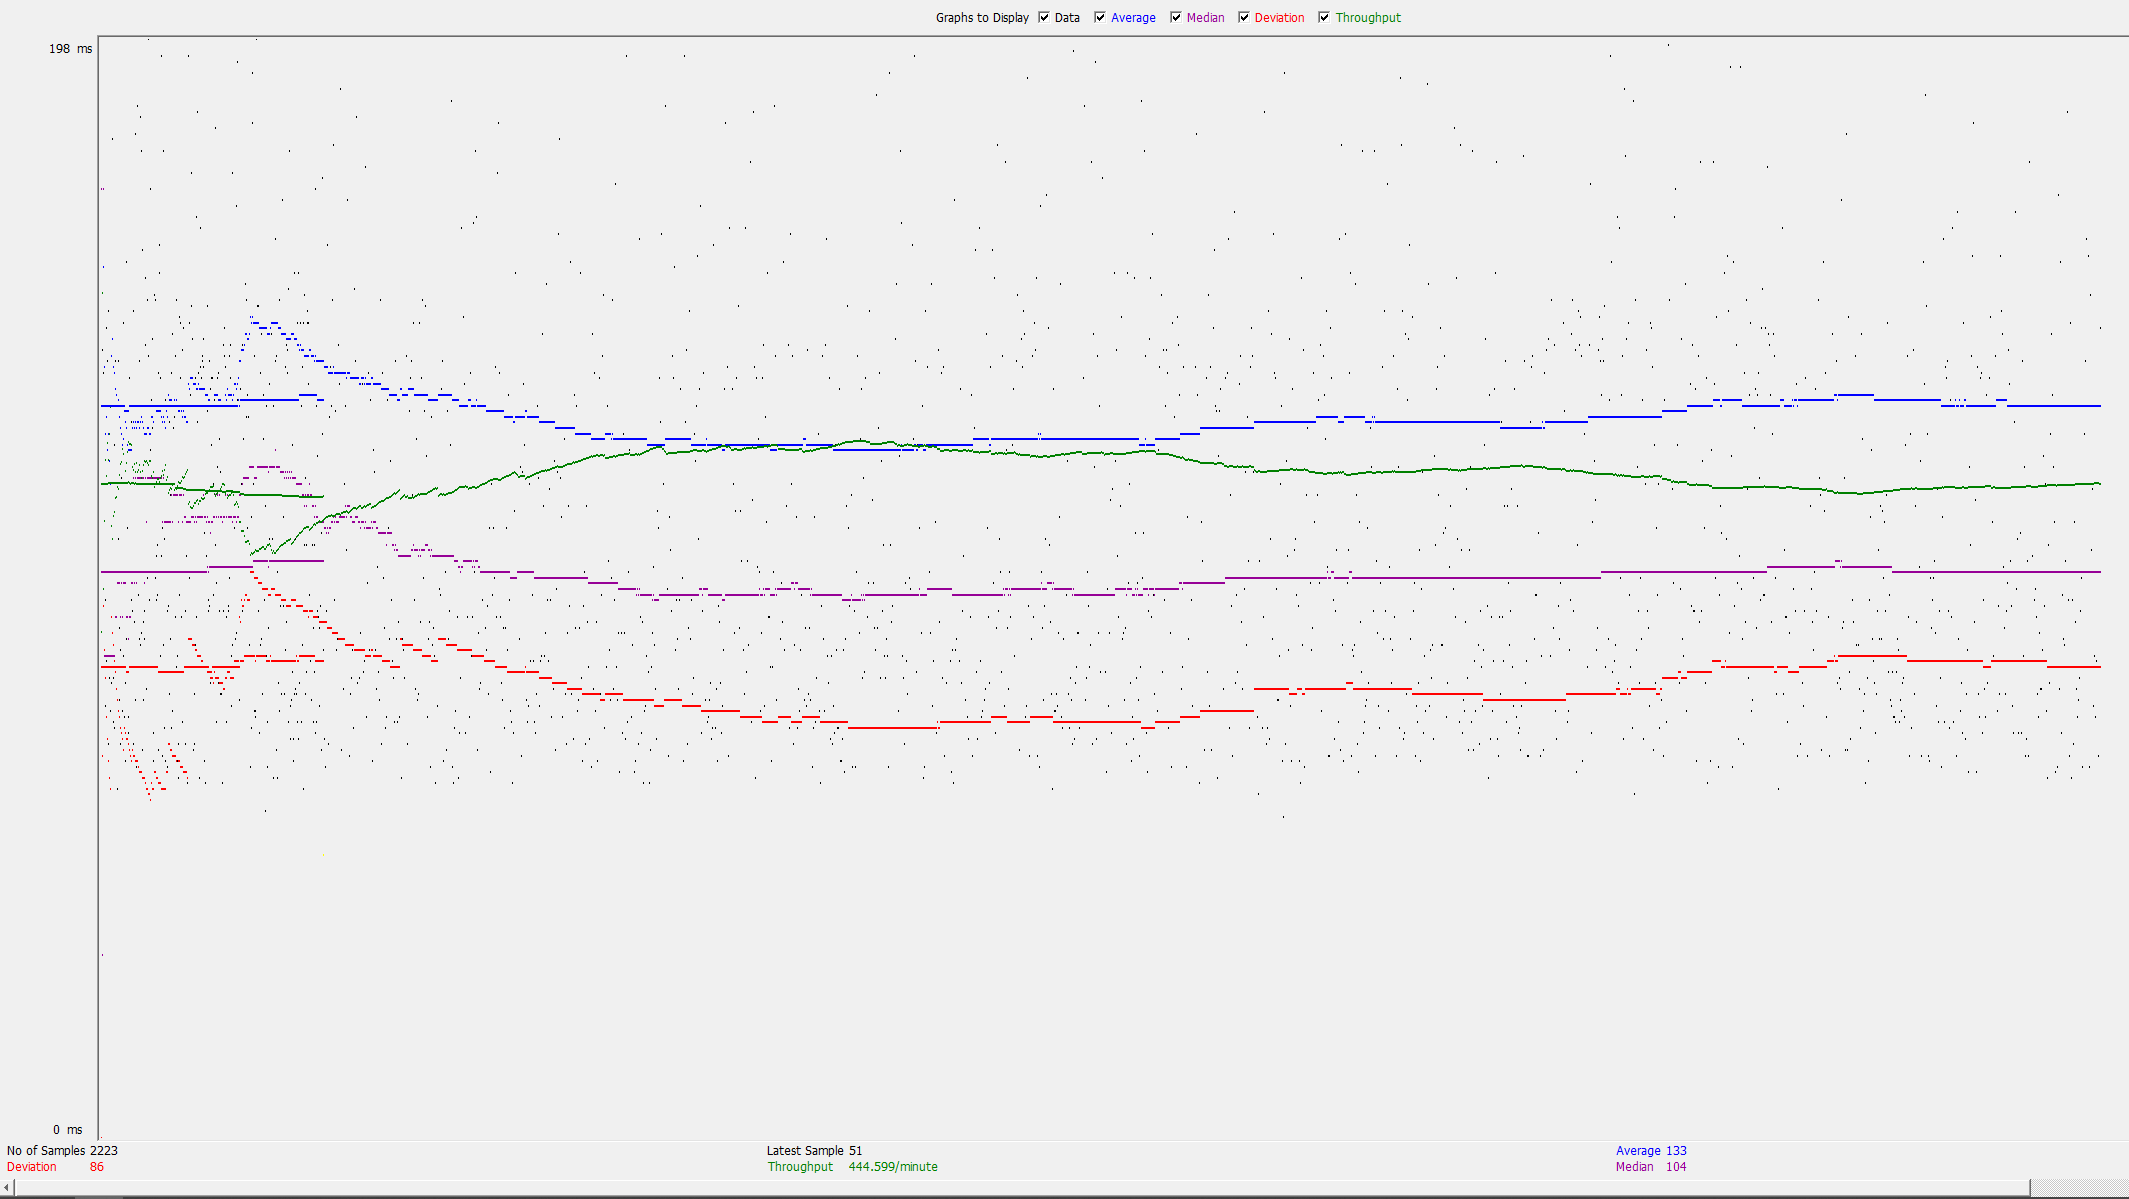 Graphs to Display Data Average Median Deviation Throughput
198 ms
0 ms
No of Samples 2223 Latest Sample 51 Average 133
Deviation 86 Throughput 444.599/minute Median 104